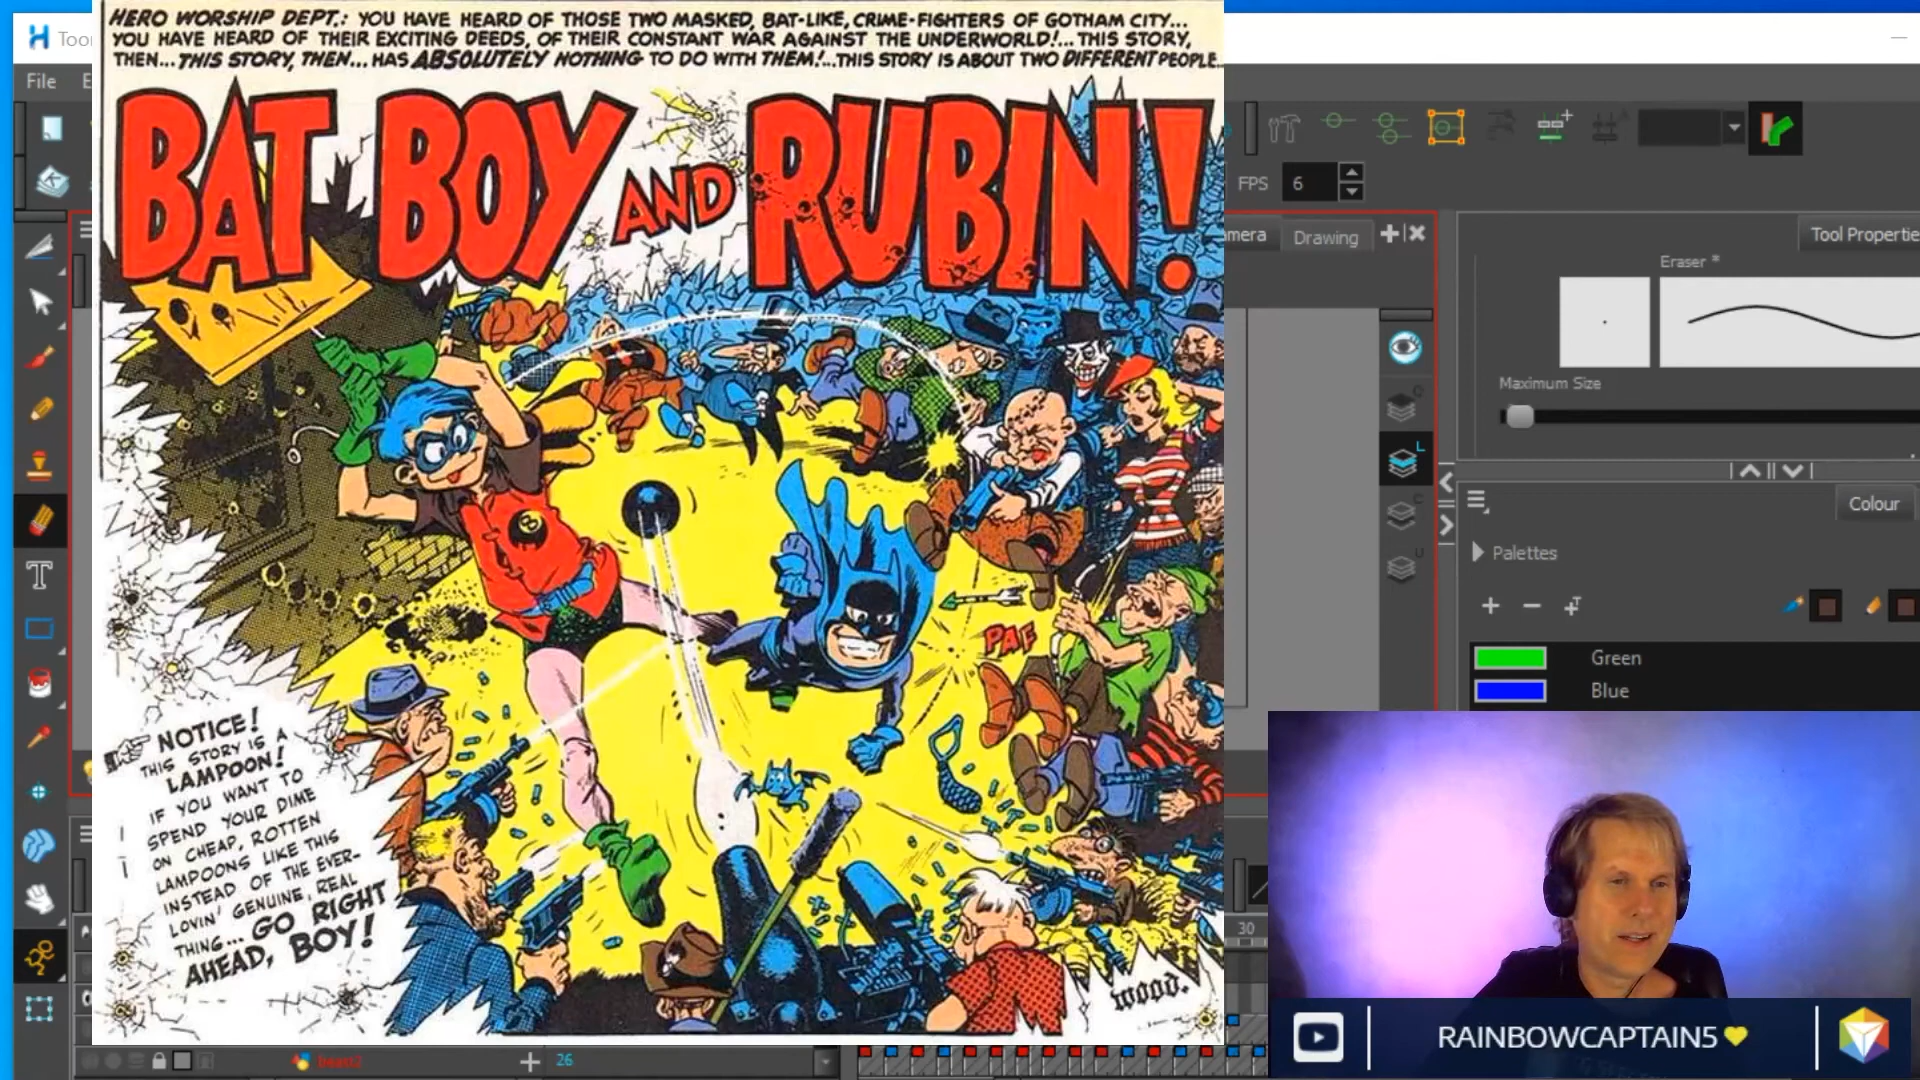 HERO WORSHIP DEPT.: YOU HAVE HEARD OF THOSE TWO MASKED, BAT-LIKE, CRIME-FIGHTERS OF GOTHAM CITY...
YOU HAVE HEARD OF THEIR EXCITING DEEDS, OF THEIR CONSTANT WAR AGAINST THE UNDERWORLD!... THIS STORY,
THEN... THIS STORY, THEN... HAS ABSOLUTELY NOTHING TO DO WITH THEM!... THIS STORY IS ABOUT TWO DIFFERENT PEOPLE...
BAT BOY AND RUBIN!
NOTICE!
THIS STORY IS A
LAMPOON!
IF YOU WANT TO
SPEND YOUR DIME
ON CHEAP, ROTTEN
LAMPOONS LIKE THIS
INSTEAD OF THE EVER-
LOVIN' GENUINE, REAL
THING... GO RIGHT
AHEAD, BOY!
PAF
B
WOOD.
Toon
File
E
FPS
6
mera
Drawing
Tool Propertie
Eraser *
Maximum Size
Colour
Palettes
Green
Blue
L
C
U
30
26
RAINBOWCAPTAIN5